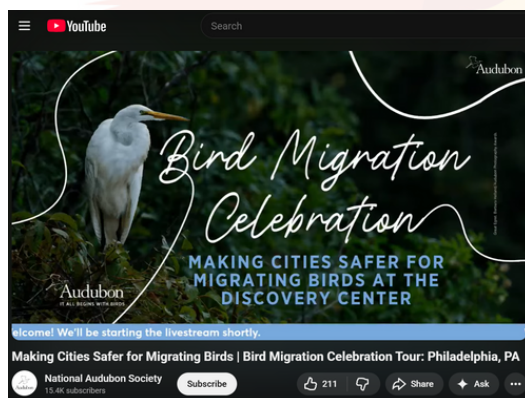 YouTube
Search
Audubon
Bird Migration
Celebration
MAKING CITIES SAFER FOR
MIGRATING BIRDS AT THE
DISCOVERY CENTER
Audubon
IT ALL BEGINS WITH BIRDS
elcome! We'll be starting the livestream shortly.
Making Cities Safer for Migrating Birds | Bird Migration Celebration Tour: Philadelphia, PA
National Audubon Society
15.4K subscribers
Subscribe
211
Share
Ask